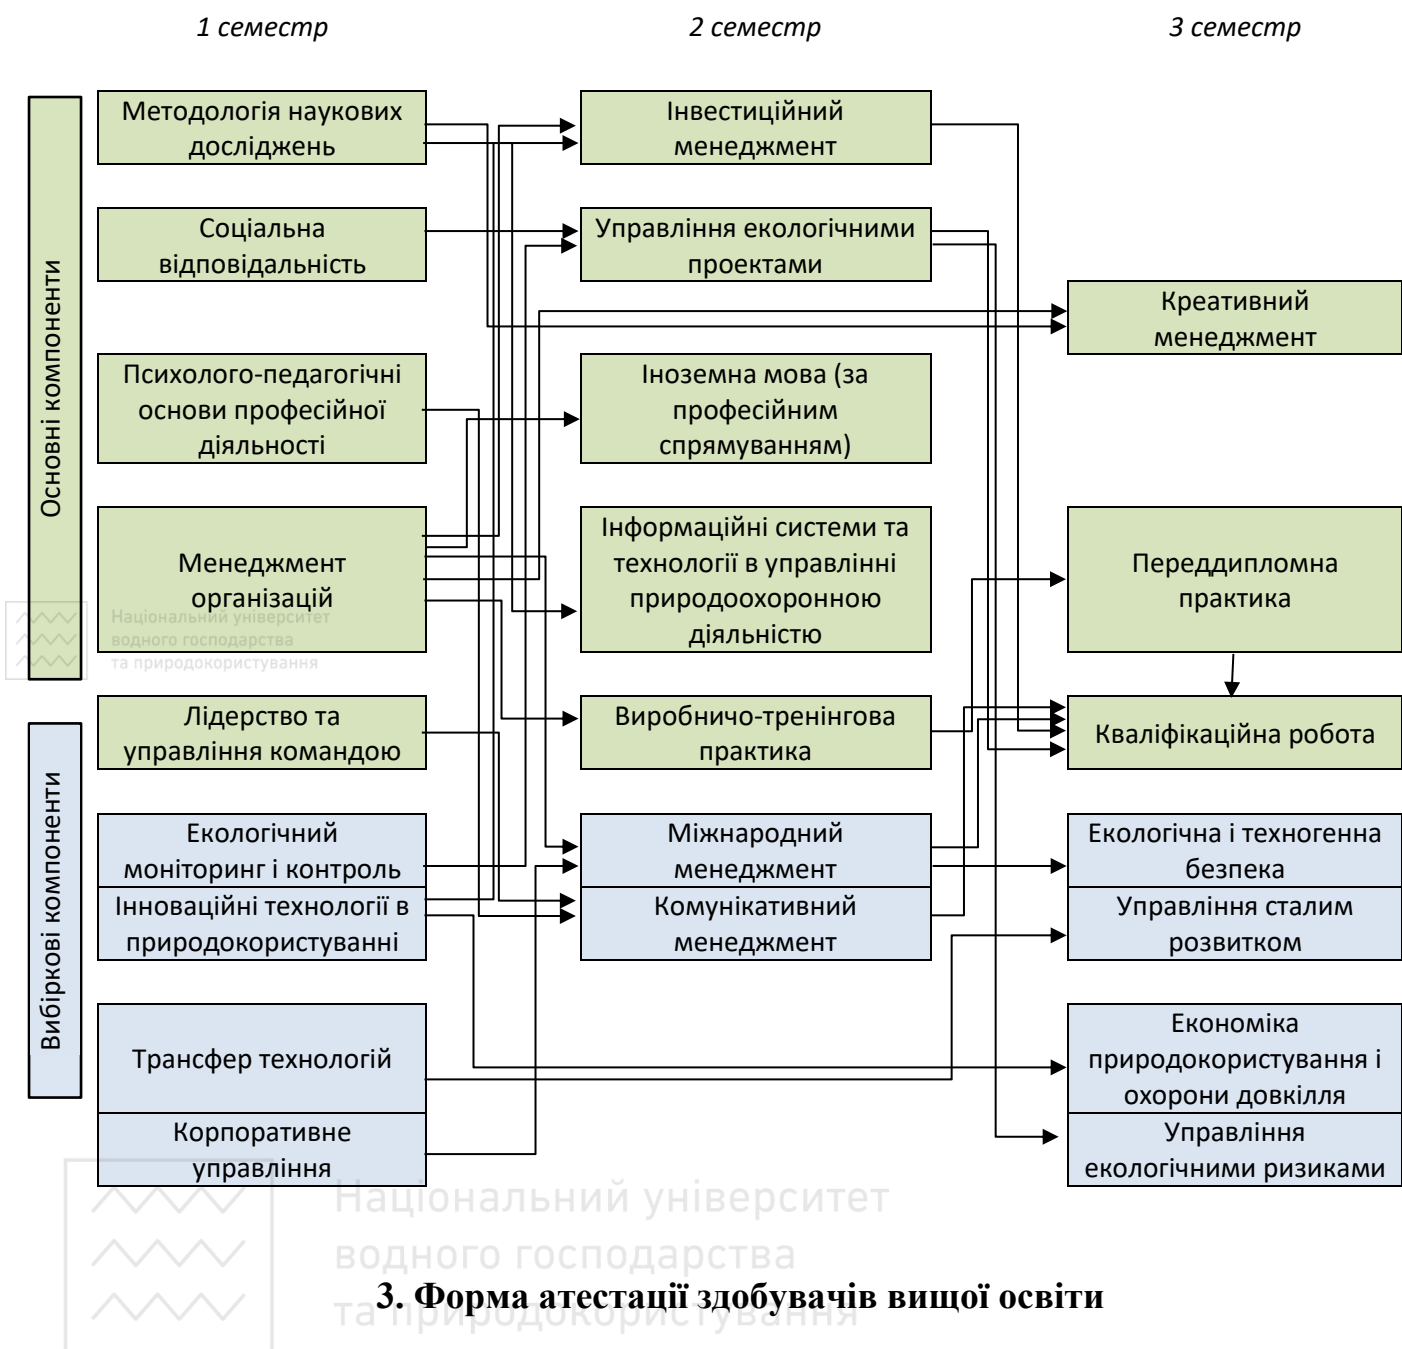 1 семестр
2 семестр
3 семестр
Основні компоненти
Вибіркові компоненти
Методологія наукових
досліджень
Соціальна
відповідальність
Психолого-педагогічні
основи професійної
діяльності
Менеджмент
організацій
Лідерство та
управління командою
Екологічний
моніторинг і контроль
Інноваційні технології в
природокористуванні
Трансфер технологій
Корпоративне
управління
Інвестиційний
менеджмент
Управління екологічними
проектами
Іноземна мова (за
професійним
спрямуванням)
Інформаційні системи та
технології в управлінні
природоохоронною
діяльністю
Виробничо-тренінгова
практика
Міжнародний
менеджмент
Комунікативний
менеджмент
Креативний
менеджмент
Переддипломна
практика
Кваліфікаційна робота
Екологічна і техногенна
безпека
Управління сталим
розвитком
Економіка
природокористування і
охорони довкілля
Управління
екологічними ризиками
Національний університет
водного господарства
та природокористування
Національний університет
водного господарства
та природокористування
3. Форма атестації здобувачів вищої освіти